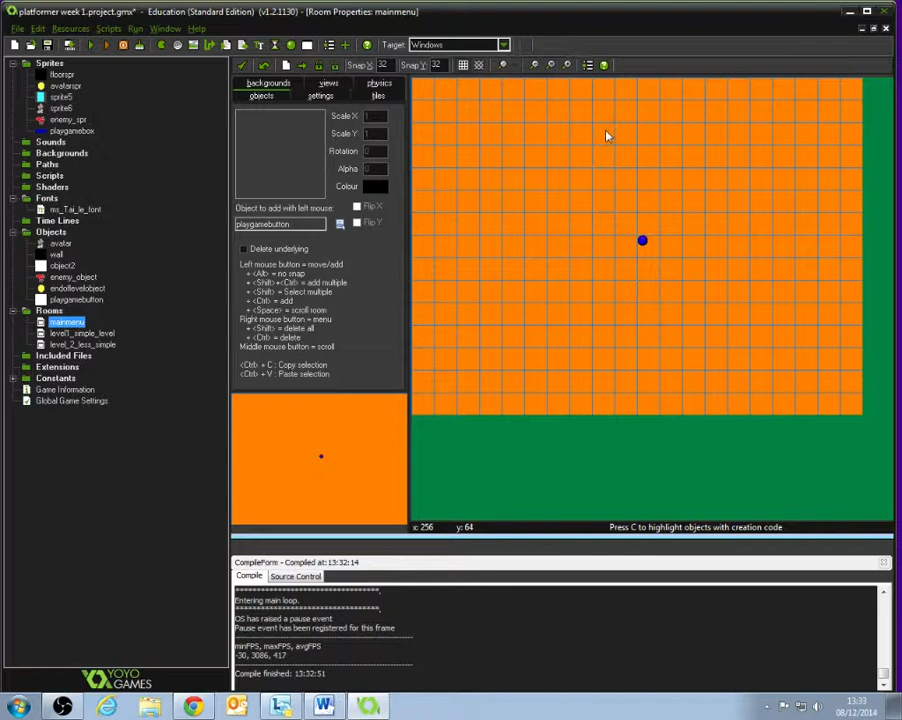 platformer week 1.project.gmx* - Education (Standard Edition) (v1.2.1130) - [Room Properties: mainmenu]
File Edit Resources Scripts Run Window Help
Target: Windows
Snap X: 32 Snap Y: 32
Sprites
floorspr
avatarspr
sprite5
sprite6
enemy_spr
playgamebox
Sounds
Backgrounds
Paths
Scripts
Shaders
Fonts
ms_Tai_le_font
Time Lines
Objects
avatar
wall
object2
enemy_object
endoflevelobject
playgamebutton
Rooms
mainmenu
level1_simple_level
level_2_less_simple
Included Files
Extensions
Constants
Game Information
Global Game Settings
YOYO
GAMES
backgrounds views physics
objects settings tiles
Scale X 1
Scale Y 1
Rotation 0
Alpha 0
Colour
Object to add with left mouse:
Flip X
playgamebutton
Flip Y
Delete underlying
Left mouse button = move/add
+ <Alt> = no snap
+ <Shift>+<Ctrl> = add multiple
+ <Shift> = Select multiple
+ <Ctrl> = add
+ <Space> = scroll room
Right mouse button = menu
+ <Shift> = delete all
+ <Ctrl> = delete
Middle mouse button = scroll
<Ctrl> + C : Copy selection
<Ctrl> + V : Paste selection
x: 256 y: 64 Press C to highlight objects with creation code
CompileForm - Compiled at:13:32:14
Compile Source Control
Entering main loop.
OS has raised a pause event
Pause event has been registered for this frame
minFPS, maxFPS, avgFPS
-30, 3086, 417
Compile finished: 13:32:51
13:33
08/12/2014